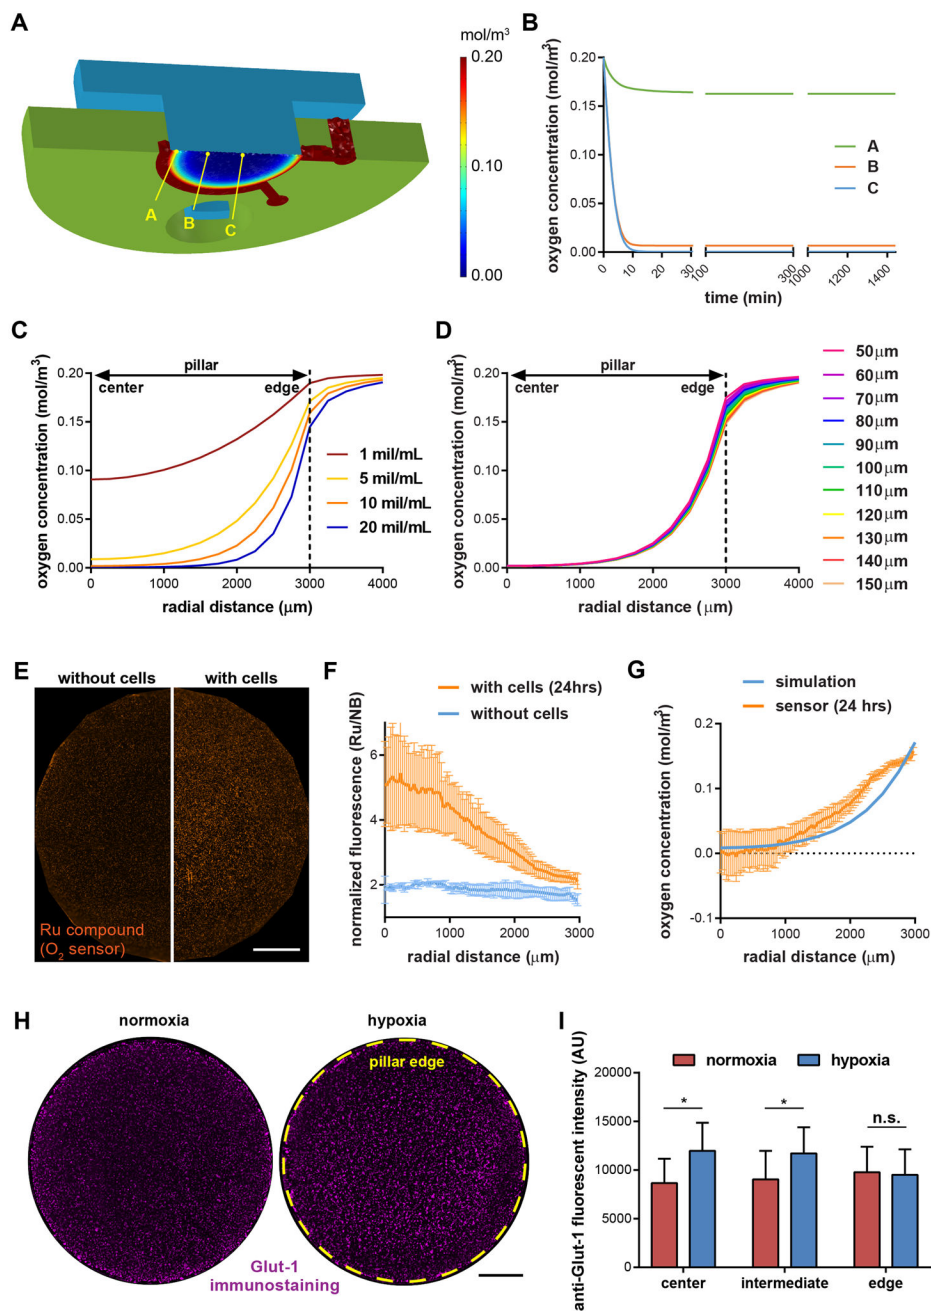 A
mol/m³
0.20
0.10
0.00
A
B
C
B
oxygen concentration (mol/m³)
0.20
0.15
0.10
0.05
0.00
0
10
20
30
100
300
1000
1200
1400
time (min)
A
B
C
C
oxygen concentration (mol/m³)
0.20
0.15
0.10
0.05
0.00
pillar
center
edge
1 mil/mL
5 mil/mL
10 mil/mL
20 mil/mL
0
1000
2000
3000
4000
radial distance (μm)
D
oxygen concentration (mol/m³)
0.20
0.15
0.10
0.05
0.00
pillar
center
edge
0
1000
2000
3000
4000
radial distance (μm)
50μm
60μm
70μm
80μm
90μm
100μm
110μm
120μm
130μm
140μm
150μm
E
without cells
with cells
Ru compound
(O₂ sensor)
F
with cells (24hrs)
without cells
normalized fluorescence (Ru/NB)
6
4
2
0
1000
2000
3000
radial distance (μm)
G
simulation
sensor (24 hrs)
oxygen concentration (mol/m³)
0.2
0.1
0.0
-0.1
0
1000
2000
3000
radial distance (μm)
H
normoxia
hypoxia
pillar edge
Glut-1
immunostaining
I
normoxia
hypoxia
anti-Glut-1 fluorescent intensity (AU)
20000
15000
10000
5000
0
*
*
n.s.
center
intermediate
edge